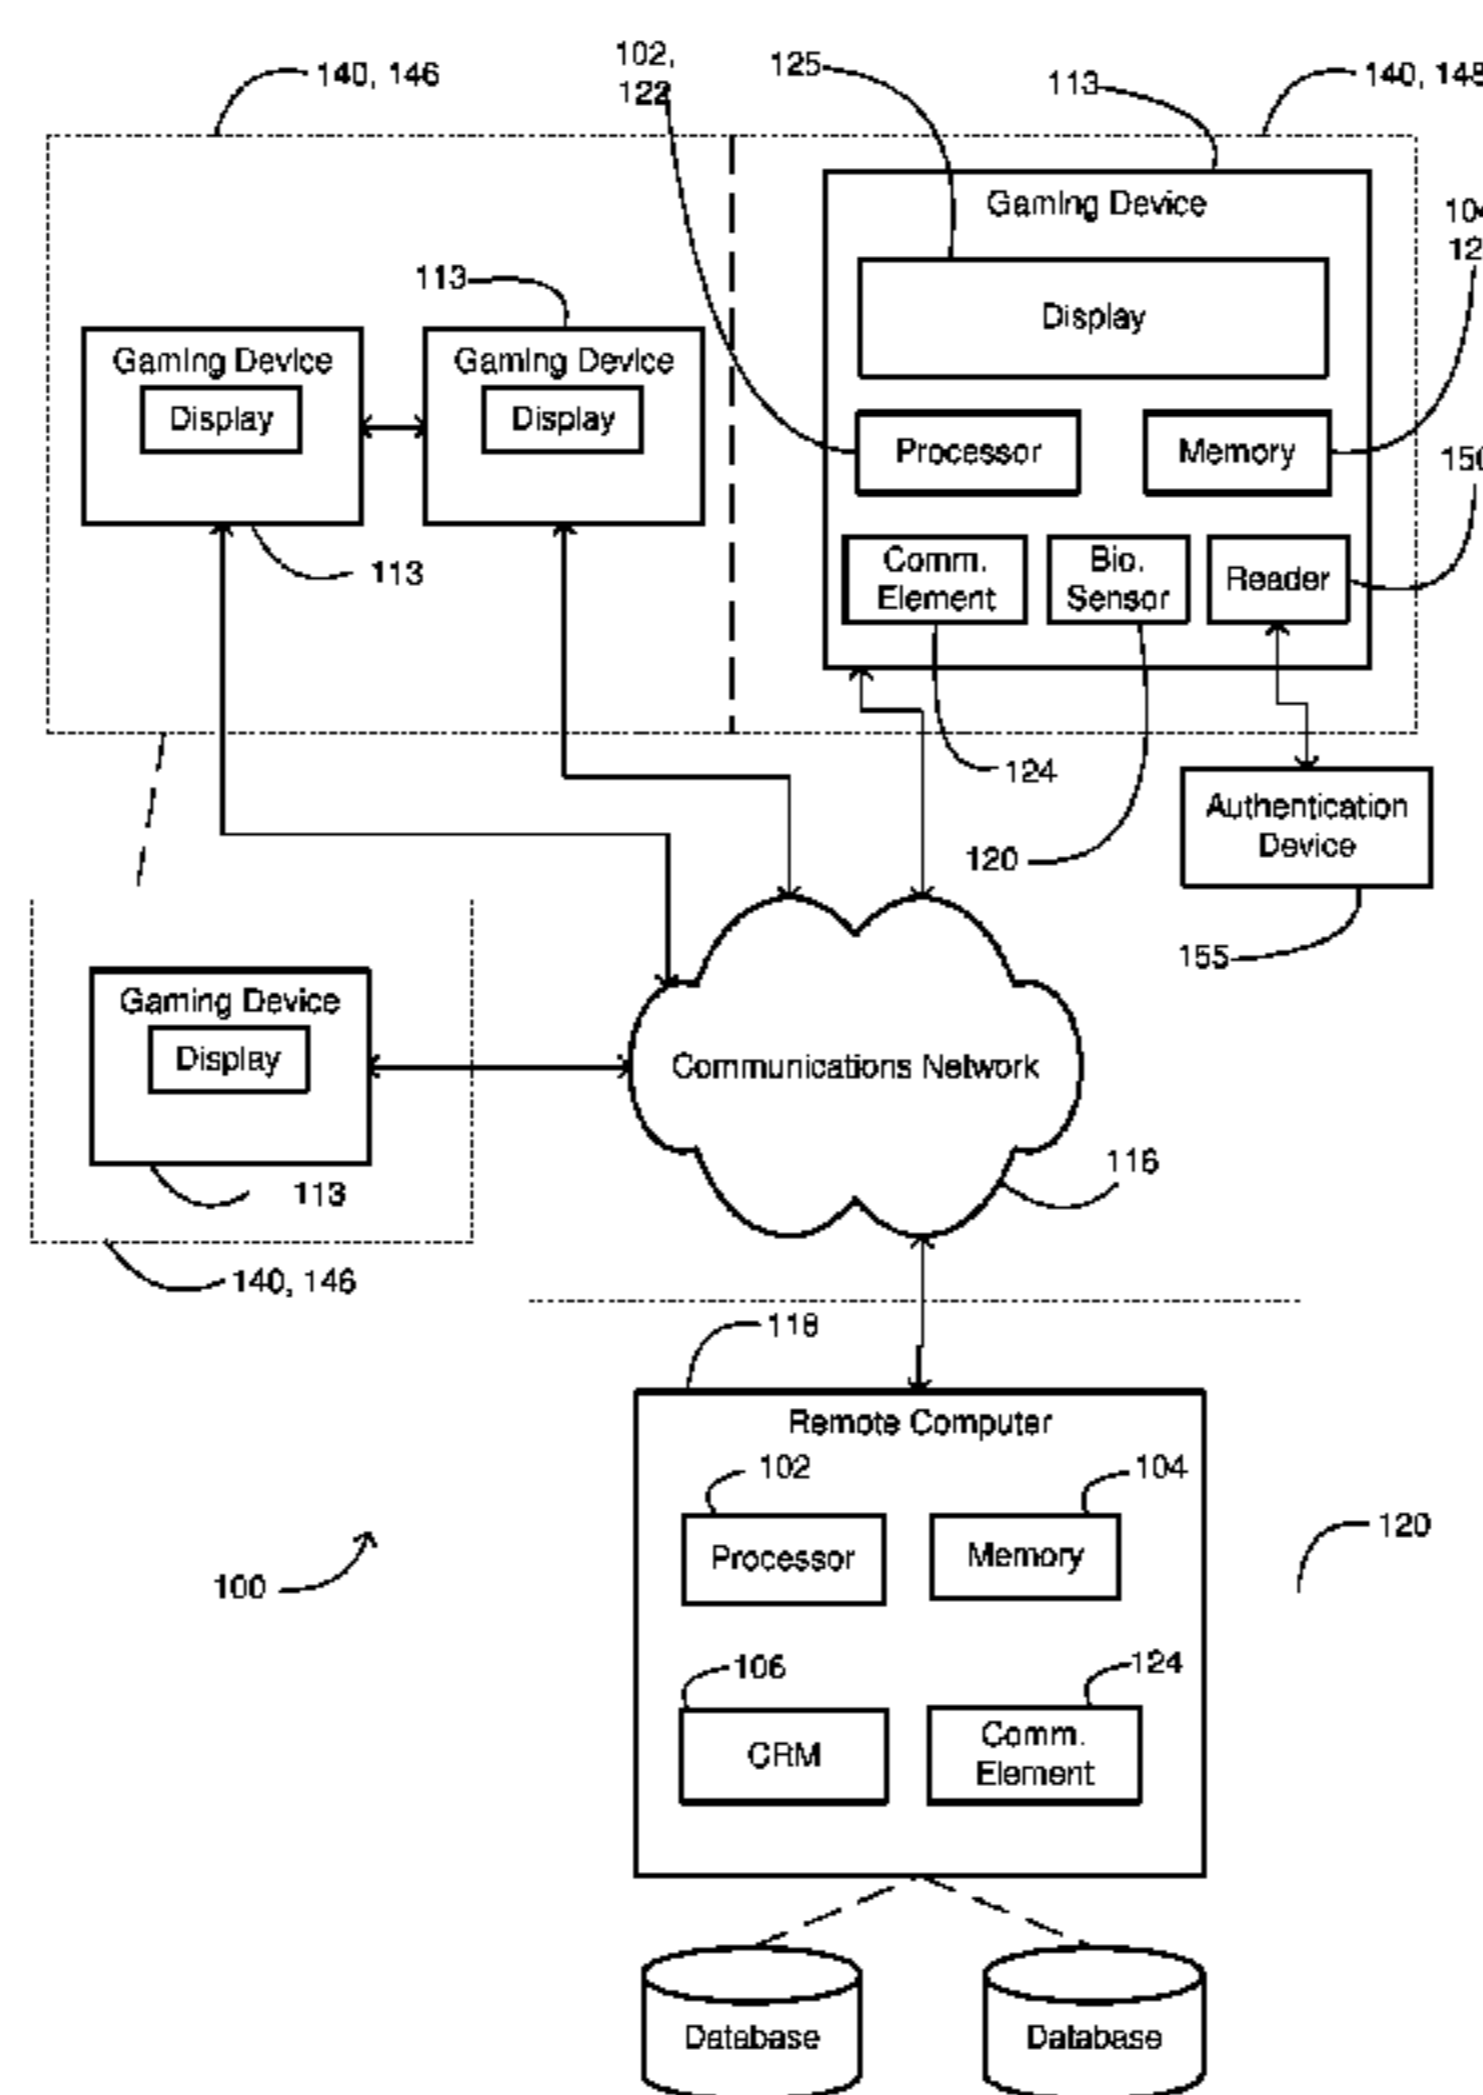 140, 146
102,
122
125
113
140, 148
Gaming Device
Display
Processor
Memory
Comm.
Element
Bio.
Sensor
Reader
150
113
Gaming Device
Display
Gaming Device
Display
113
124
120
Authentication
Device
155
Gaming Device
Display
113
140, 146
Communications Network
116
118
Remote Computer
102
Processor
104
Memory
106
CRM
124
Comm.
Element
120
100
Database
Database